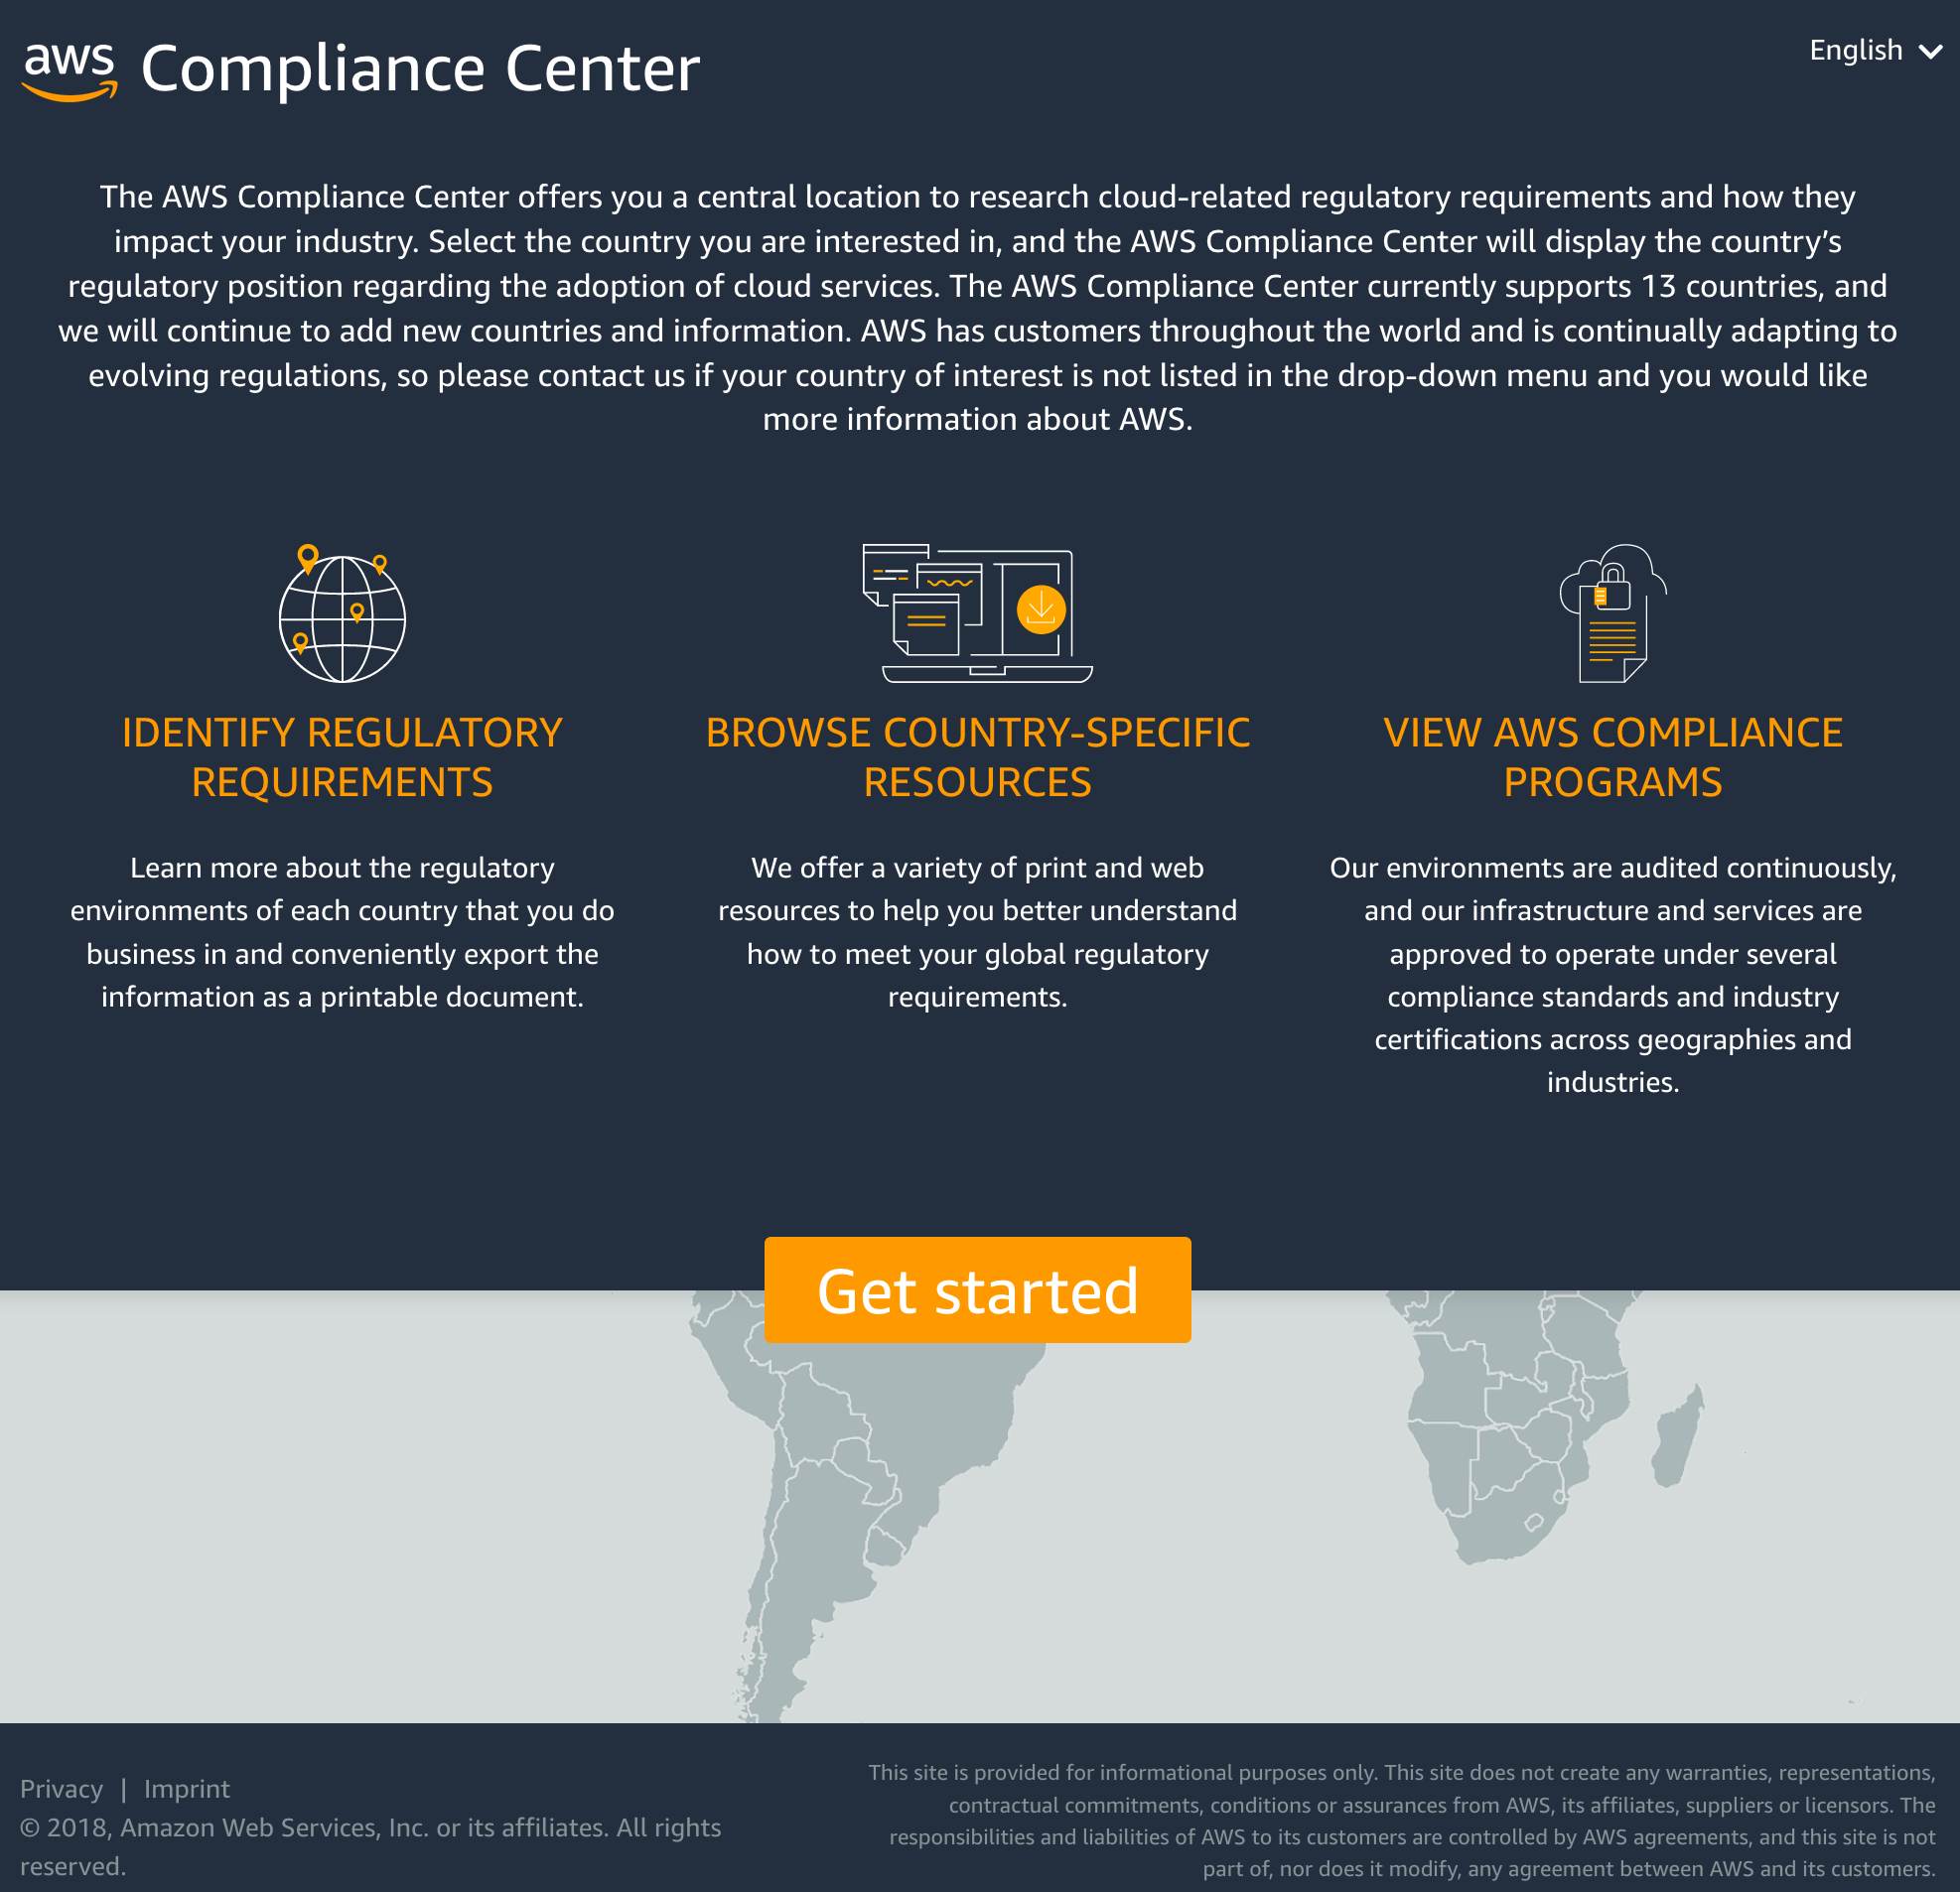 aws Compliance Center
English
The AWS Compliance Center offers you a central location to research cloud-related regulatory requirements and how they
impact your industry. Select the country you are interested in, and the AWS Compliance Center will display the country’s
regulatory position regarding the adoption of cloud services. The AWS Compliance Center currently supports 13 countries, and
we will continue to add new countries and information. AWS has customers throughout the world and is continually adapting to
evolving regulations, so please contact us if your country of interest is not listed in the drop-down menu and you would like
more information about AWS.
IDENTIFY REGULATORY
REQUIREMENTS
Learn more about the regulatory
environments of each country that you do
business in and conveniently export the
information as a printable document.
BROWSE COUNTRY-SPECIFIC
RESOURCES
We offer a variety of print and web
resources to help you better understand
how to meet your global regulatory
requirements.
VIEW AWS COMPLIANCE
PROGRAMS
Our environments are audited continuously,
and our infrastructure and services are
approved to operate under several
compliance standards and industry
certifications across geographies and
industries.
Get started
Privacy | Imprint
© 2018, Amazon Web Services, Inc. or its affiliates. All rights
reserved.
This site is provided for informational purposes only. This site does not create any warranties, representations,
contractual commitments, conditions or assurances from AWS, its affiliates, suppliers or licensors. The
responsibilities and liabilities of AWS to its customers are controlled by AWS agreements, and this site is not
part of, nor does it modify, any agreement between AWS and its customers.